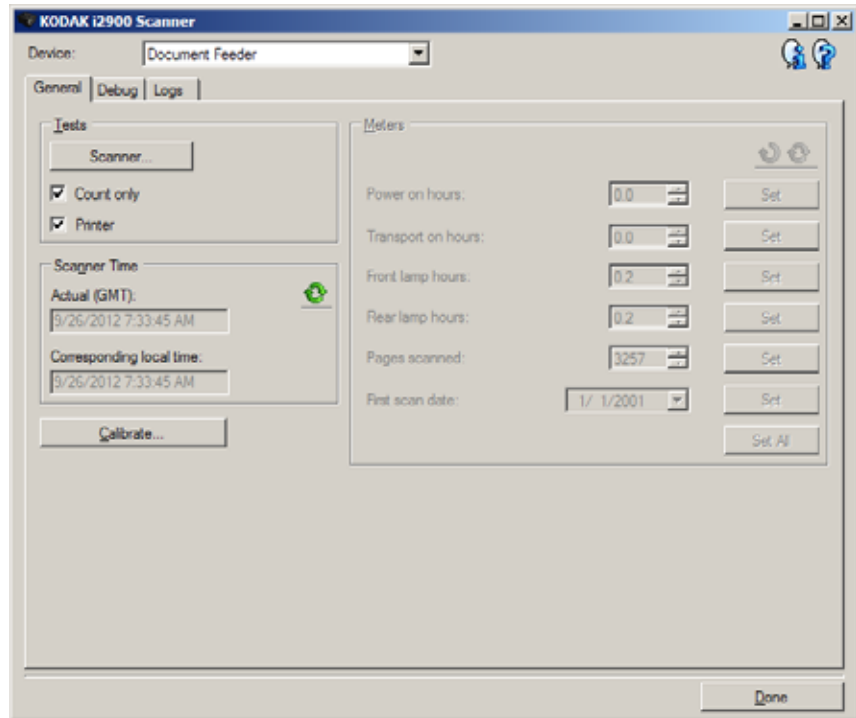 KODAK i2900 Scanner
Device: Document Feeder
General Debug Logs
Tests
Scanner...
Count only
Printer
Scanner Time
Actual (GMT):
9/26/2012 7:33:45 AM
Corresponding local time:
9/26/2012 7:33:45 AM
Calibrate...
Meters
Power on hours: 0.0 Set
Transport on hours: 0.0 Set
Front lamp hours: 0.2 Set
Rear lamp hours: 0.2 Set
Pages scanned: 3257 Set
First scan date: 1/ 1/2001 Set
Set All
Done